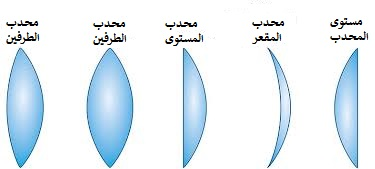 مستوى
المحدب
محدب
المقعر
محدب
المستوى
محدب
الطرفين
محدب
الطرفين